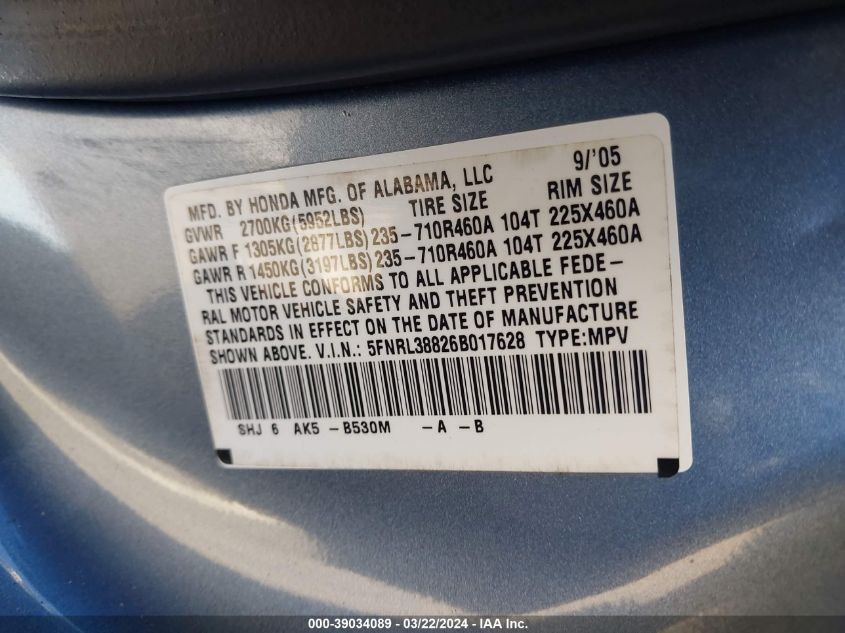 MFD. BY HONDA MFG. OF ALABAMA, LLC 9/'05
GVWR 2700KG(5952LBS) TIRE SIZE RIM SIZE
GAWR F 1305KG(2877LBS)235-710R460A 104T 225X460A
GAWR R 1450KG(3197LBS)235-710R460A 104T 225X460A
THIS VEHICLE CONFORMS TO ALL APPLICABLE FEDE-
RAL MOTOR VEHICLE SAFETY AND THEFT PREVENTION
STANDARDS IN EFFECT ON THE DATE OF MANUFACTURE
SHOWN ABOVE. V.I.N.: 5FNRL38826B017628 TYPE:MPV
SHJ 6 AK5 -B530M -A -B
000-39034089 - 03/22/2024 - IAA Inc.